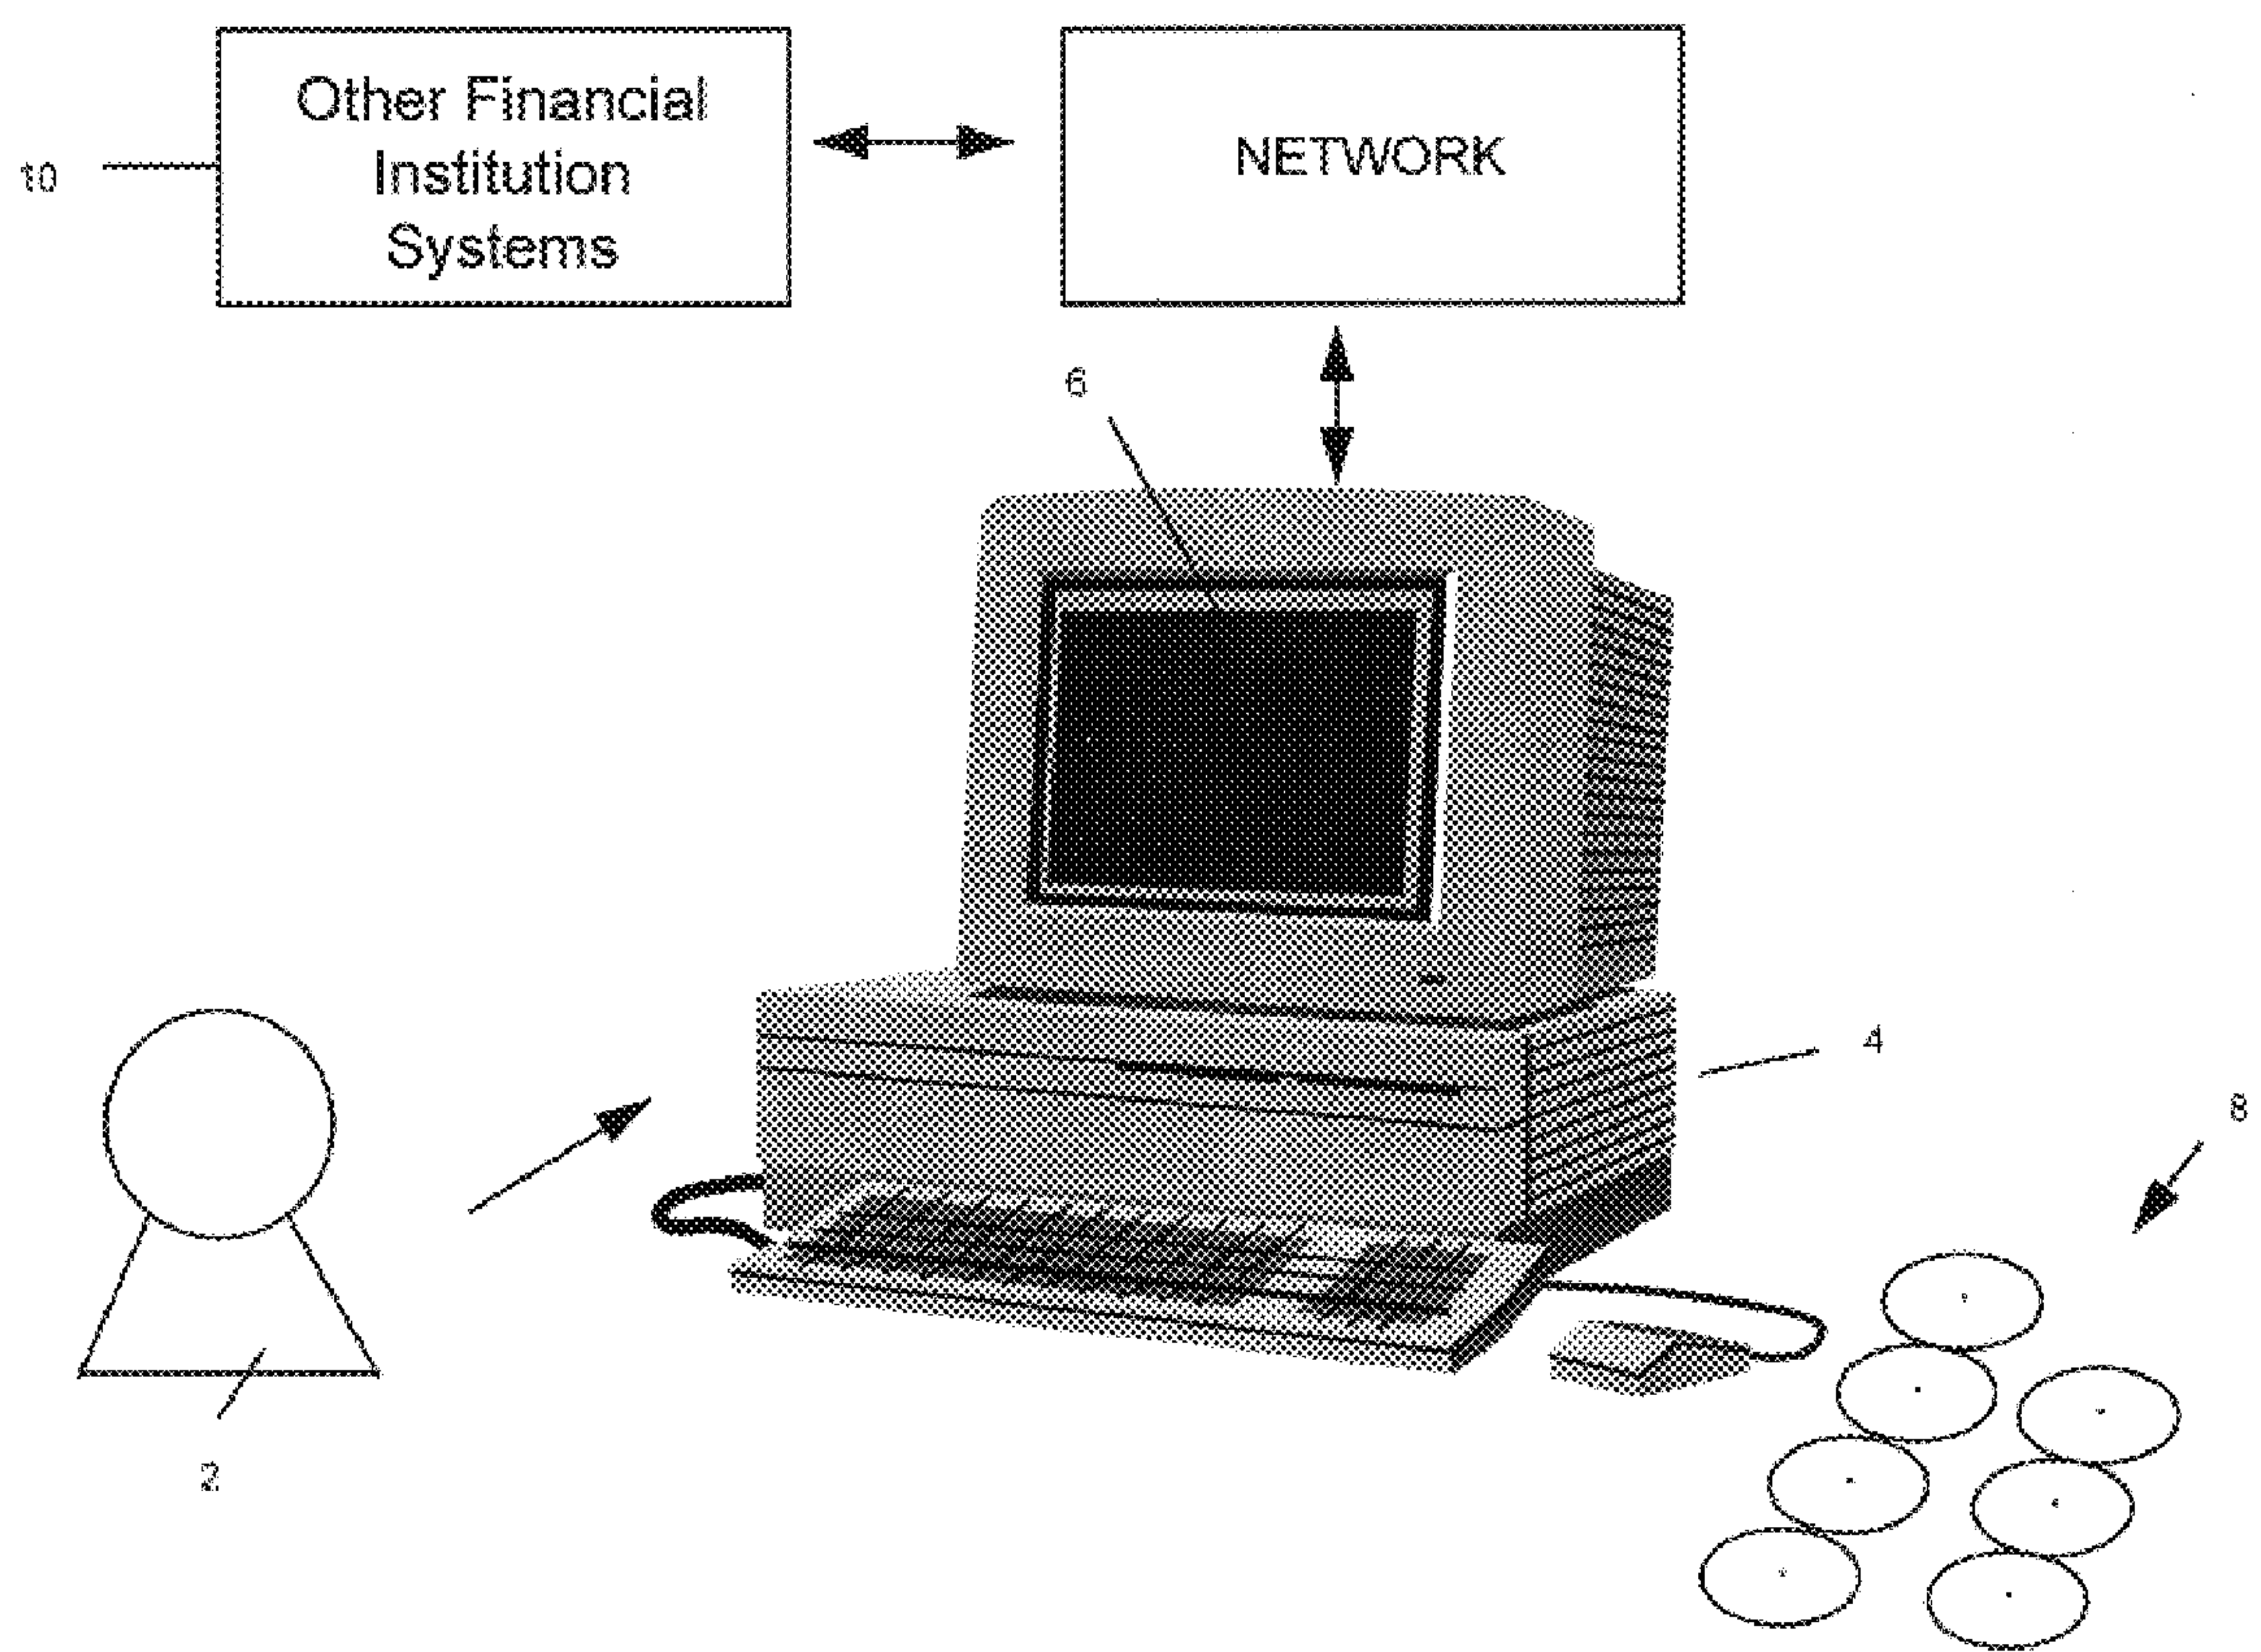 Other Financial
Institution
Systems
NETWORK
10
6
4
8
2